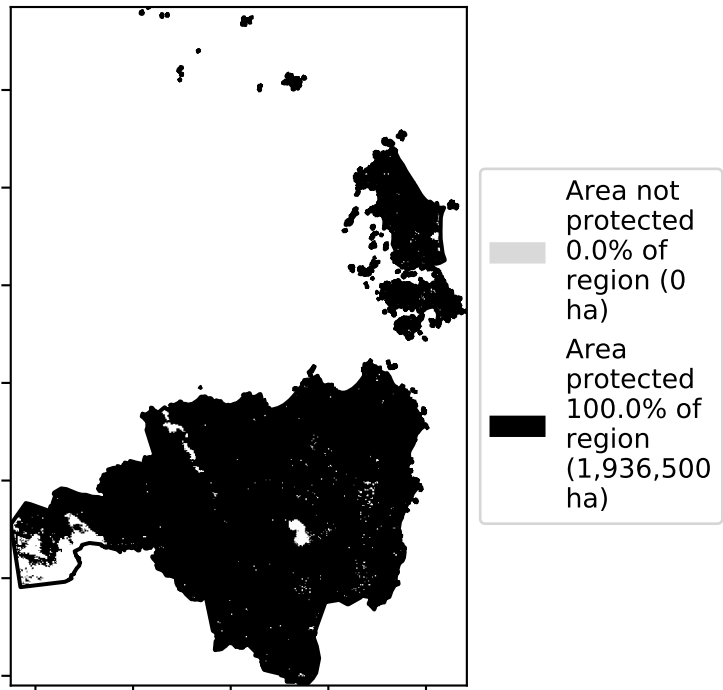 Area not
protected
0.0% of
region (0
ha)
Area
protected
100.0% of
region
(1,936,500
ha)